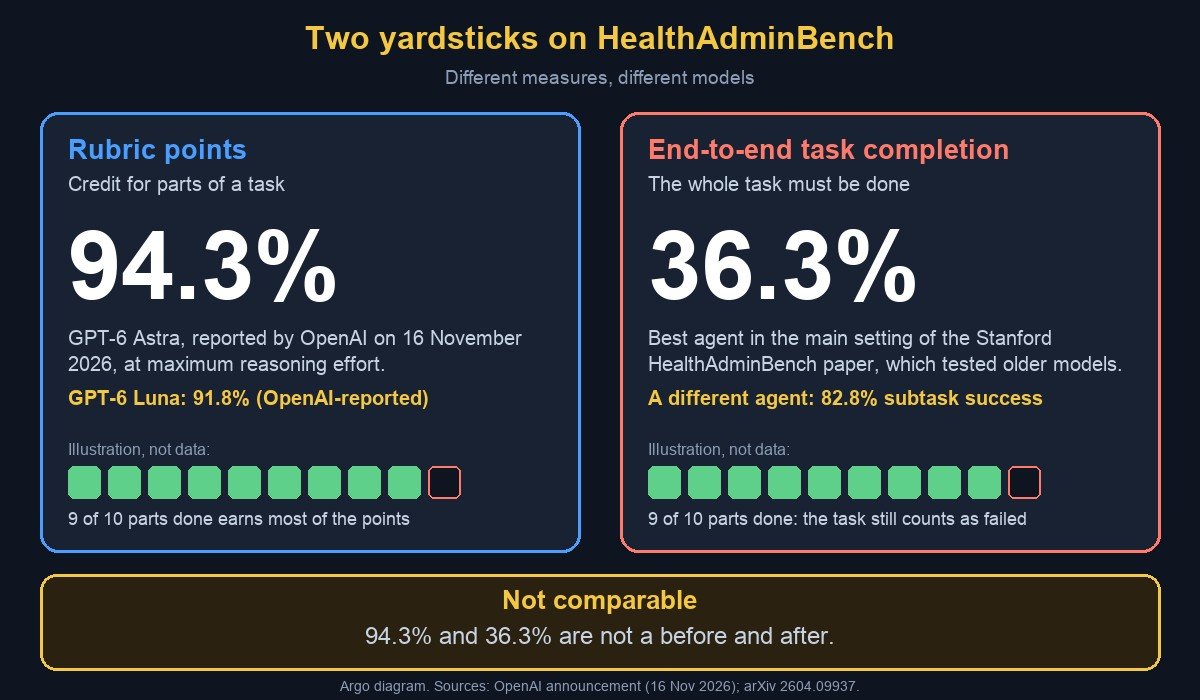 Two yardsticks on HealthAdminBench
Different measures, different models
Rubric points
Credit for parts of a task
94.3%
GPT-6 Astra, reported by OpenAI on 16 November
2026, at maximum reasoning effort.
GPT-6 Luna: 91.8% (OpenAI-reported)
Illustration, not data:
9 of 10 parts done earns most of the points
End-to-end task completion
The whole task must be done
36.3%
Best agent in the main setting of the Stanford
HealthAdminBench paper, which tested older models.
A different agent: 82.8% subtask success
Illustration, not data:
9 of 10 parts done: the task still counts as failed
Not comparable
94.3% and 36.3% are not a before and after.
Argo diagram. Sources: OpenAI announcement (16 Nov 2026); arXiv 2604.09937.